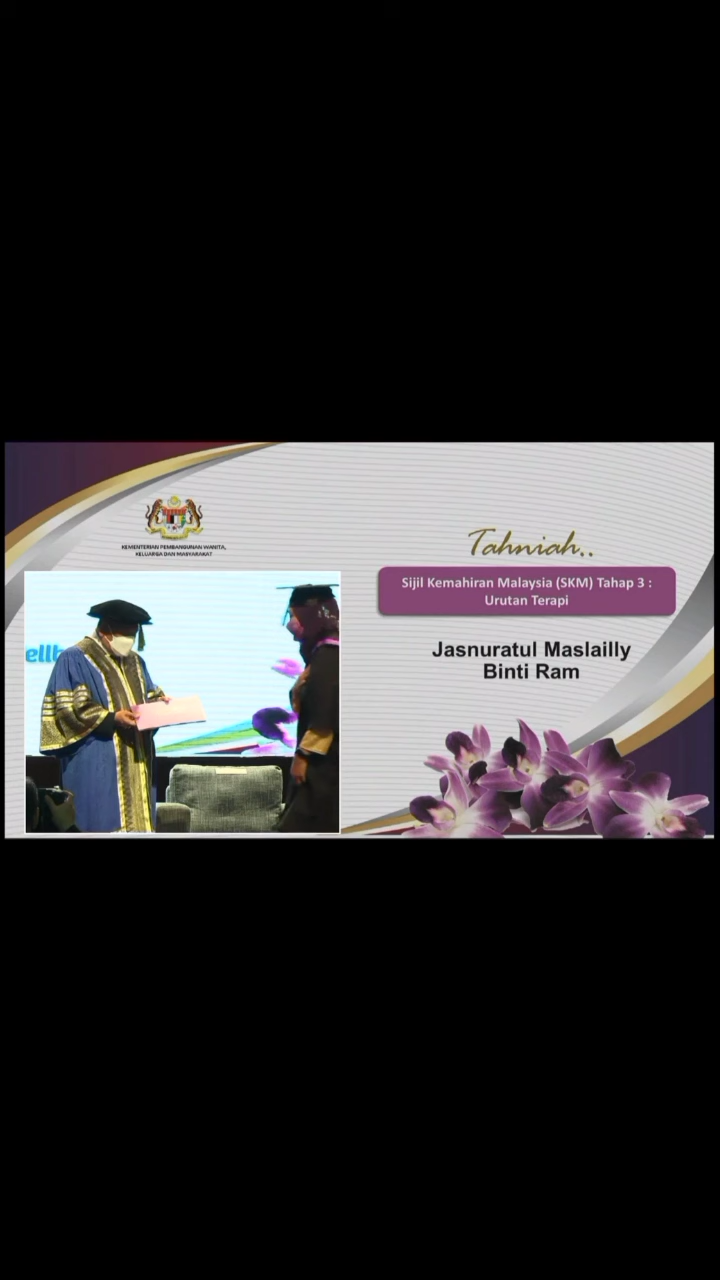 KEMENTERIAN PEMBANGUNAN WANITA,
KELUARGA DAN MASYARAKAT
Tahniah..
Sijil Kemahiran Malaysia (SKM) Tahap 3 :
Urutan Terapi
Jasnuratul Maslailly
Binti Ram